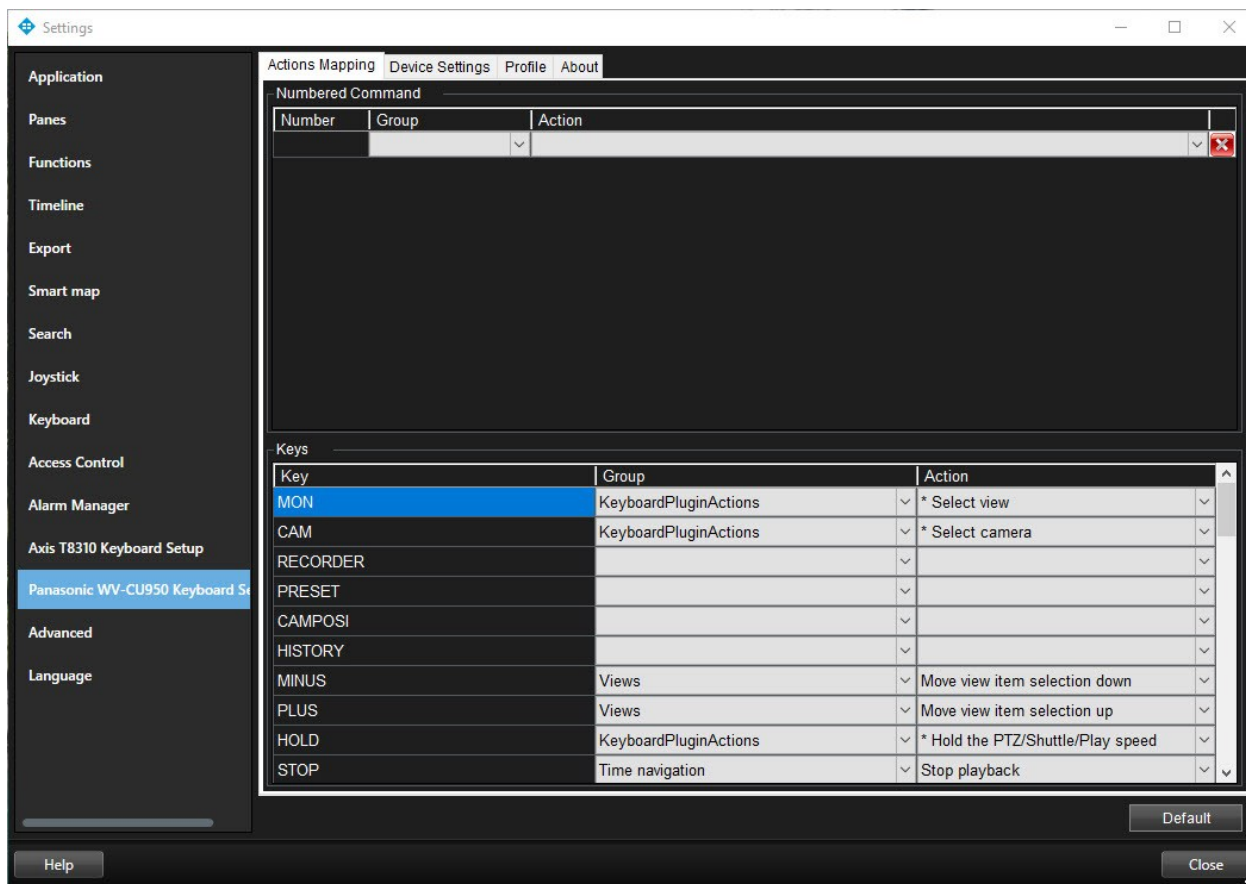 Settings
Application
Panes
Functions
Timeline
Export
Smart map
Search
Joystick
Keyboard
Access Control
Alarm Manager
Axis T8310 Keyboard Setup
Panasonic WV-CU950 Keyboard Se
Advanced
Language
Actions Mapping Device Settings Profile About
Numbered Command
Number Group Action
Keys
Key Group Action
MON KeyboardPluginActions * Select view
CAM KeyboardPluginActions * Select camera
RECORDER
PRESET
CAMPOSI
HISTORY
MINUS Views Move view item selection down
PLUS Views Move view item selection up
HOLD KeyboardPluginActions * Hold the PTZ/Shuttle/Play speed
STOP Time navigation Stop playback
Default
Help Close